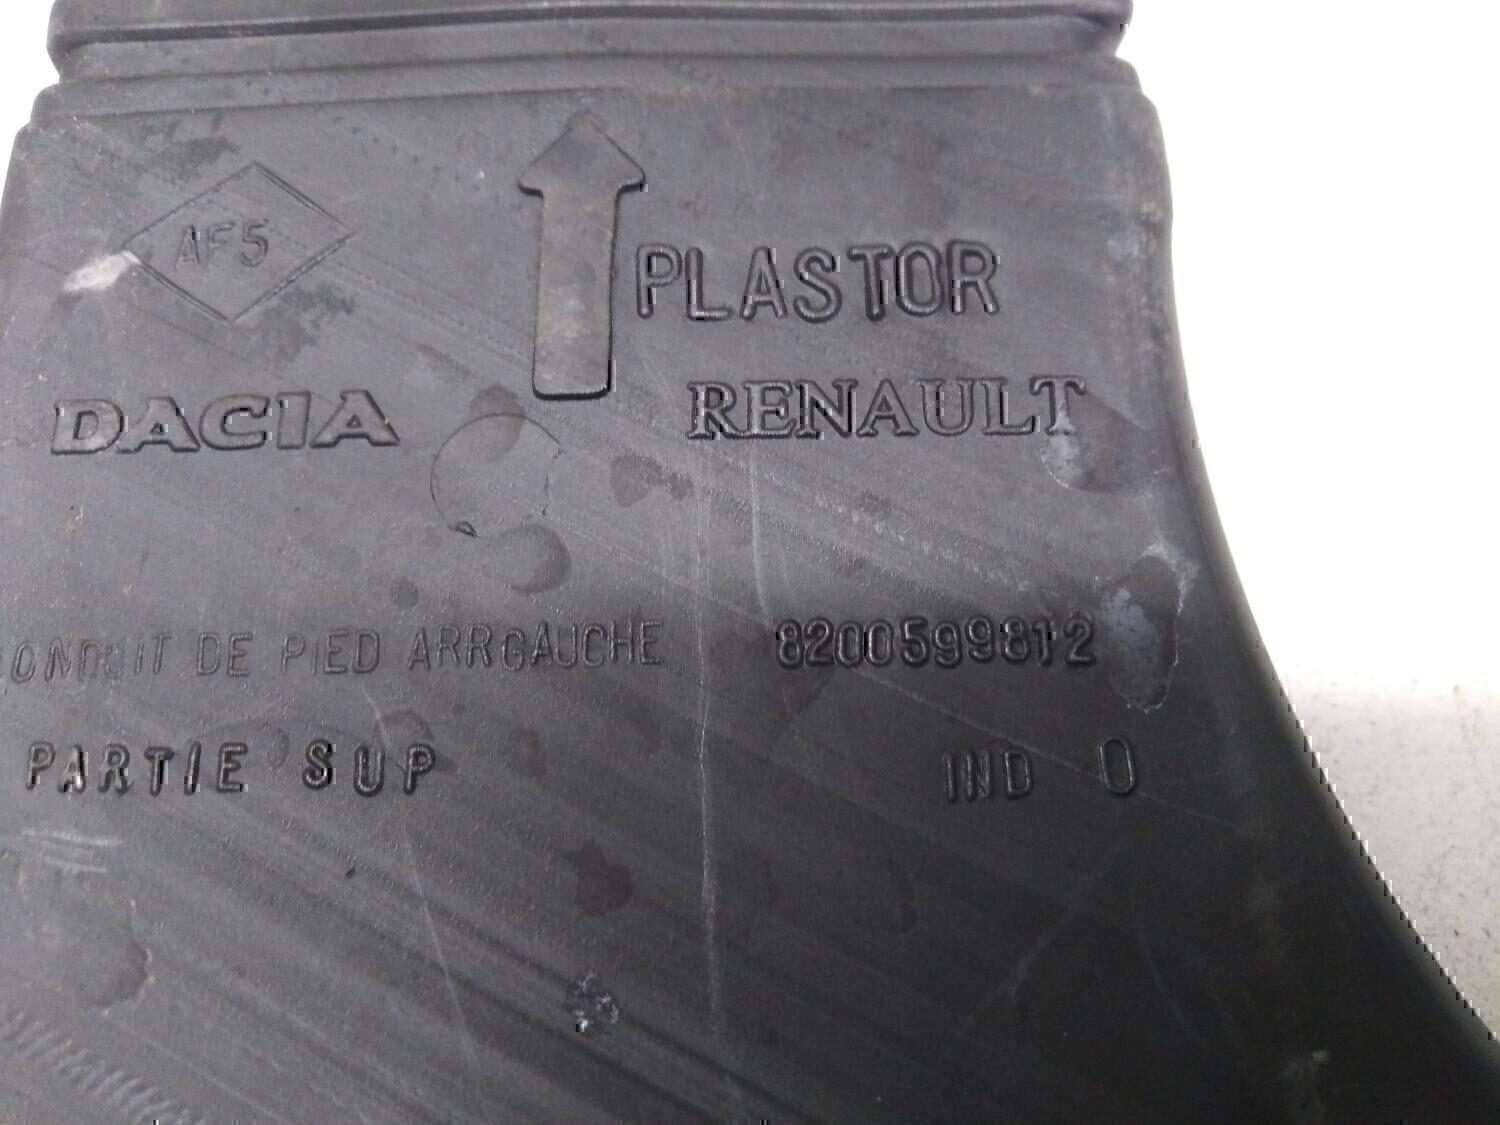 AF5
PLASTOR
DACIA
RENAULT
CONDUIT DE PIED ARRGAUCHE
8200599812
PARTIE SUP
IND 0